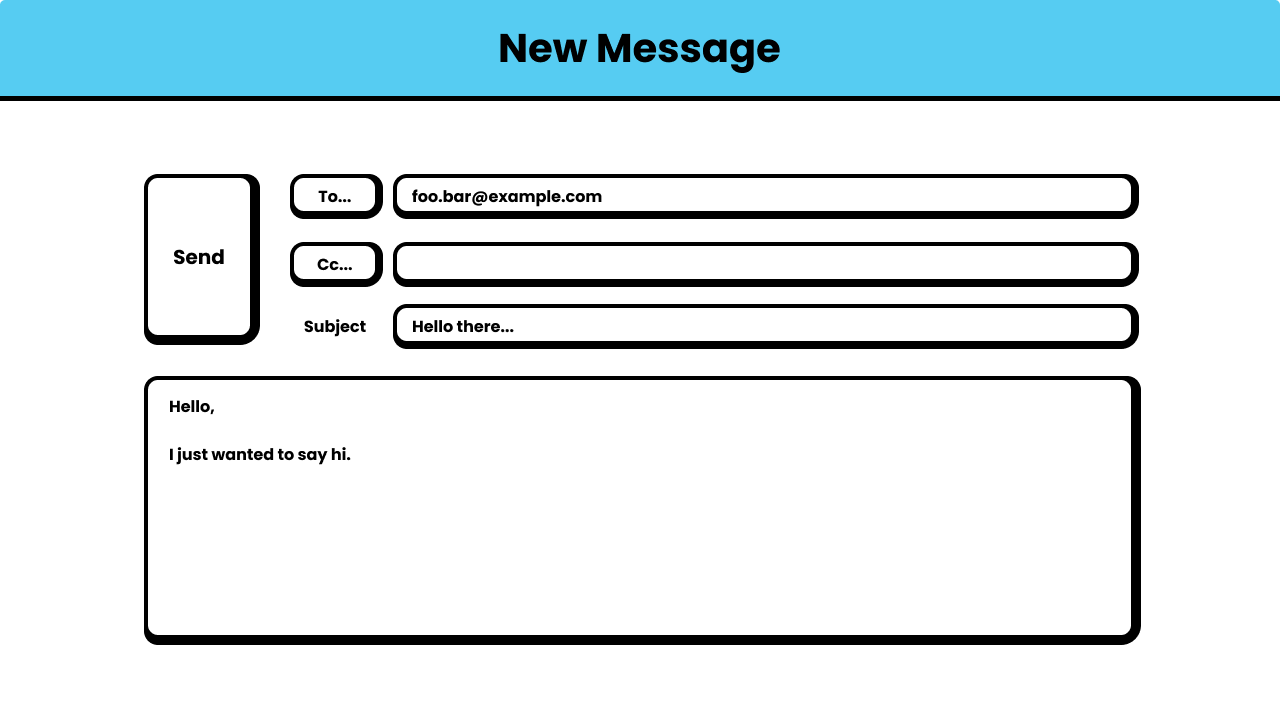 New Message
Send
To...
foo.bar@example.com
Cc...
Subject
Hello there...
Hello,
I just wanted to say hi.